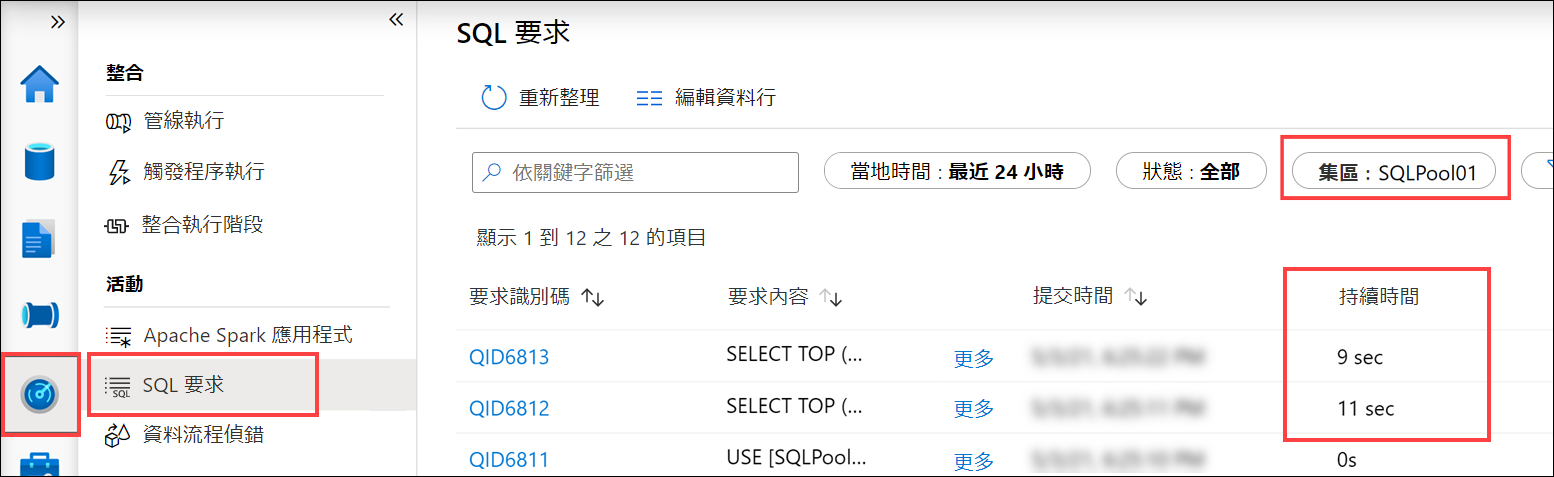 SQL 要求
整合
管線執行
觸發程序執行
整合執行階段
活動
Apache Spark 應用程式
SQL
SQL 要求
資料流程偵錯
重新整理 編輯資料行
依關鍵字篩選 當地時間 : 最近 24 小時 狀態 : 全部 集區 : SQLPool01
顯示 1 到 12 之 12 的項目
要求識別碼 要求內容 提交時間 持續時間
QID6813 SELECT TOP (... 更多 9 sec
QID6812 SELECT TOP (... 更多 11 sec
QID6811 USE [SQLPool... 更多 0s